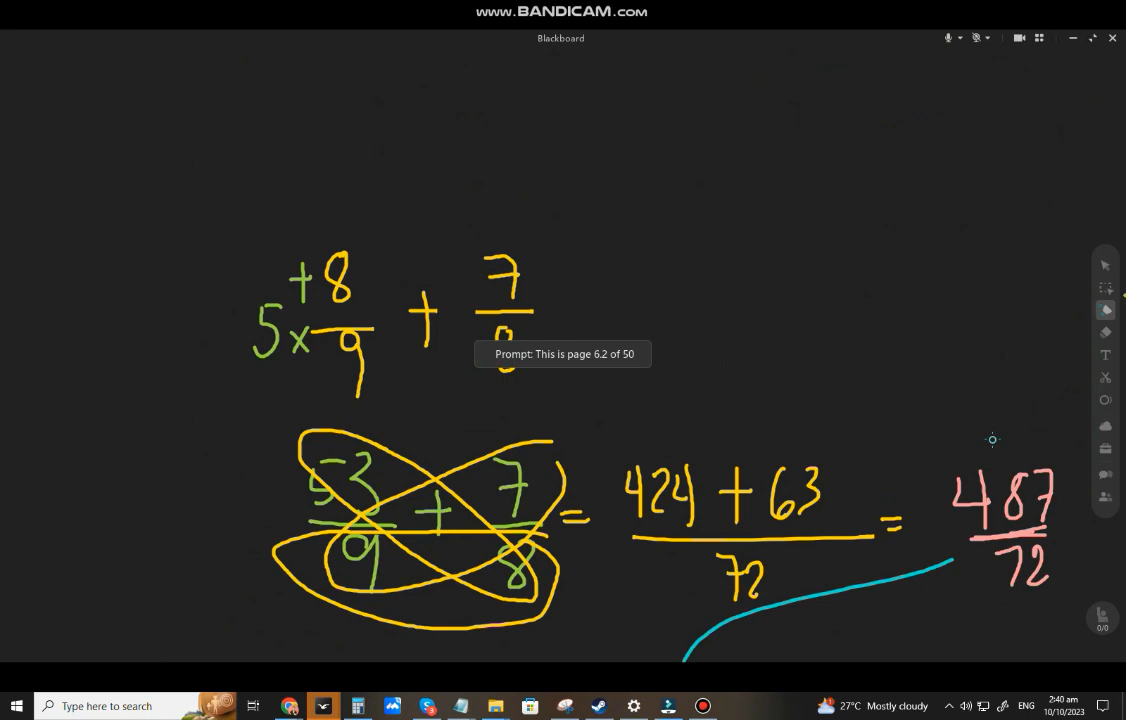 www.BANDICAM.com
Blackboard
5 x + 8/9 + 7/8
Prompt: This is page 6.2 of 50
53/9 + 7/8 = 424 + 63/72 = 487/72
0/0
Type here to search
27°C Mostly cloudy
ENG
2:40 am
10/10/2023